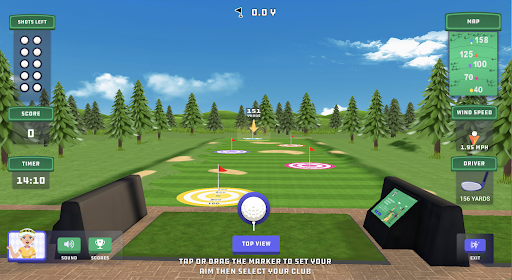 SHOTS LEFT
0.0 Y
MAP
158
125
100
70
40
SCORE
0
WIND SPEED
1.95 MPH
TIMER
14:10
151
DRIVER
156 YARDS
TOP VIEW
SOUND
SCORES
EXIT
TAP OR DRAG THE MARKER TO SET YOUR
AIM THEN SELECT YOUR CLUB